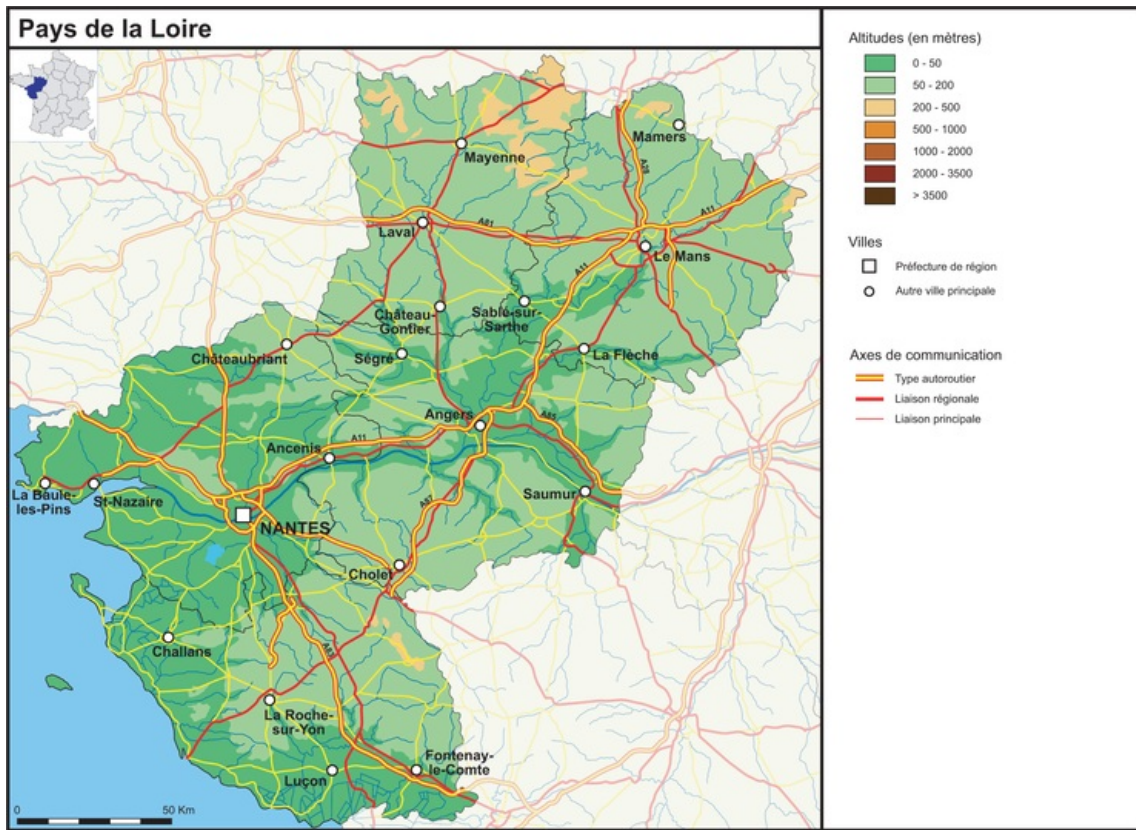 Pays de la Loire
Mamers
Mayenne
A28
A11
A81
Laval
Le Mans
A11
Château-
Gontier
Sablé-sur-
Sarthe
Châteaubriant
Ségré
La Flèche
Angers
A85
A11
Ancenis
La Baule-
les-Pins
St-Nazaire
Saumur
A87
NANTES
Cholet
Challans
A83
La Roche-
sur-Yon
Fontenay-
le-Comte
Luçon
0
50 Km
Altitudes (en mètres)
0 - 50
50 - 200
200 - 500
500 - 1000
1000 - 2000
2000 - 3500
> 3500
Villes
Préfecture de région
Autre ville principale
Axes de communication
Type autoroutier
Liaison régionale
Liaison principale